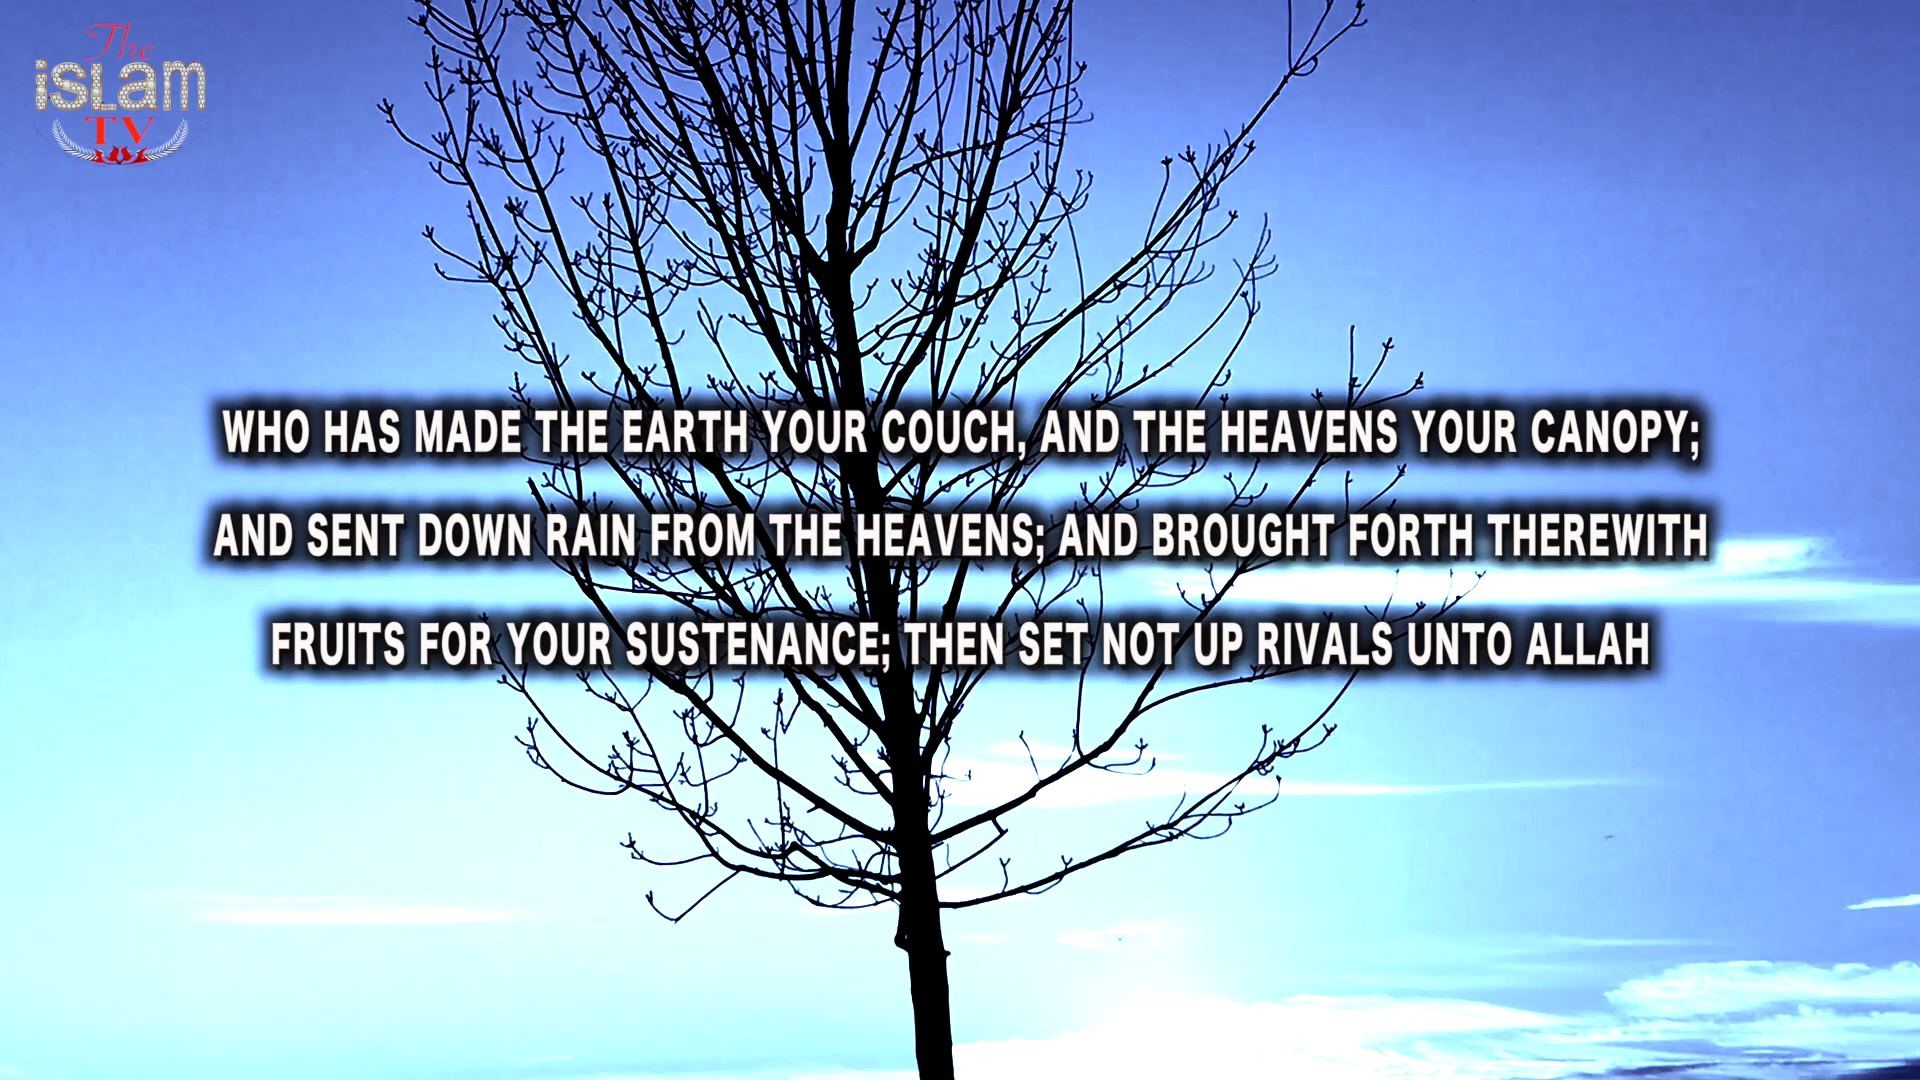 The
isLam
TV
WHO HAS MADE THE EARTH YOUR COUCH, AND THE HEAVENS YOUR CANOPY;
AND SENT DOWN RAIN FROM THE HEAVENS; AND BROUGHT FORTH THEREWITH
FRUITS FOR YOUR SUSTENANCE; THEN SET NOT UP RIVALS UNTO ALLAH